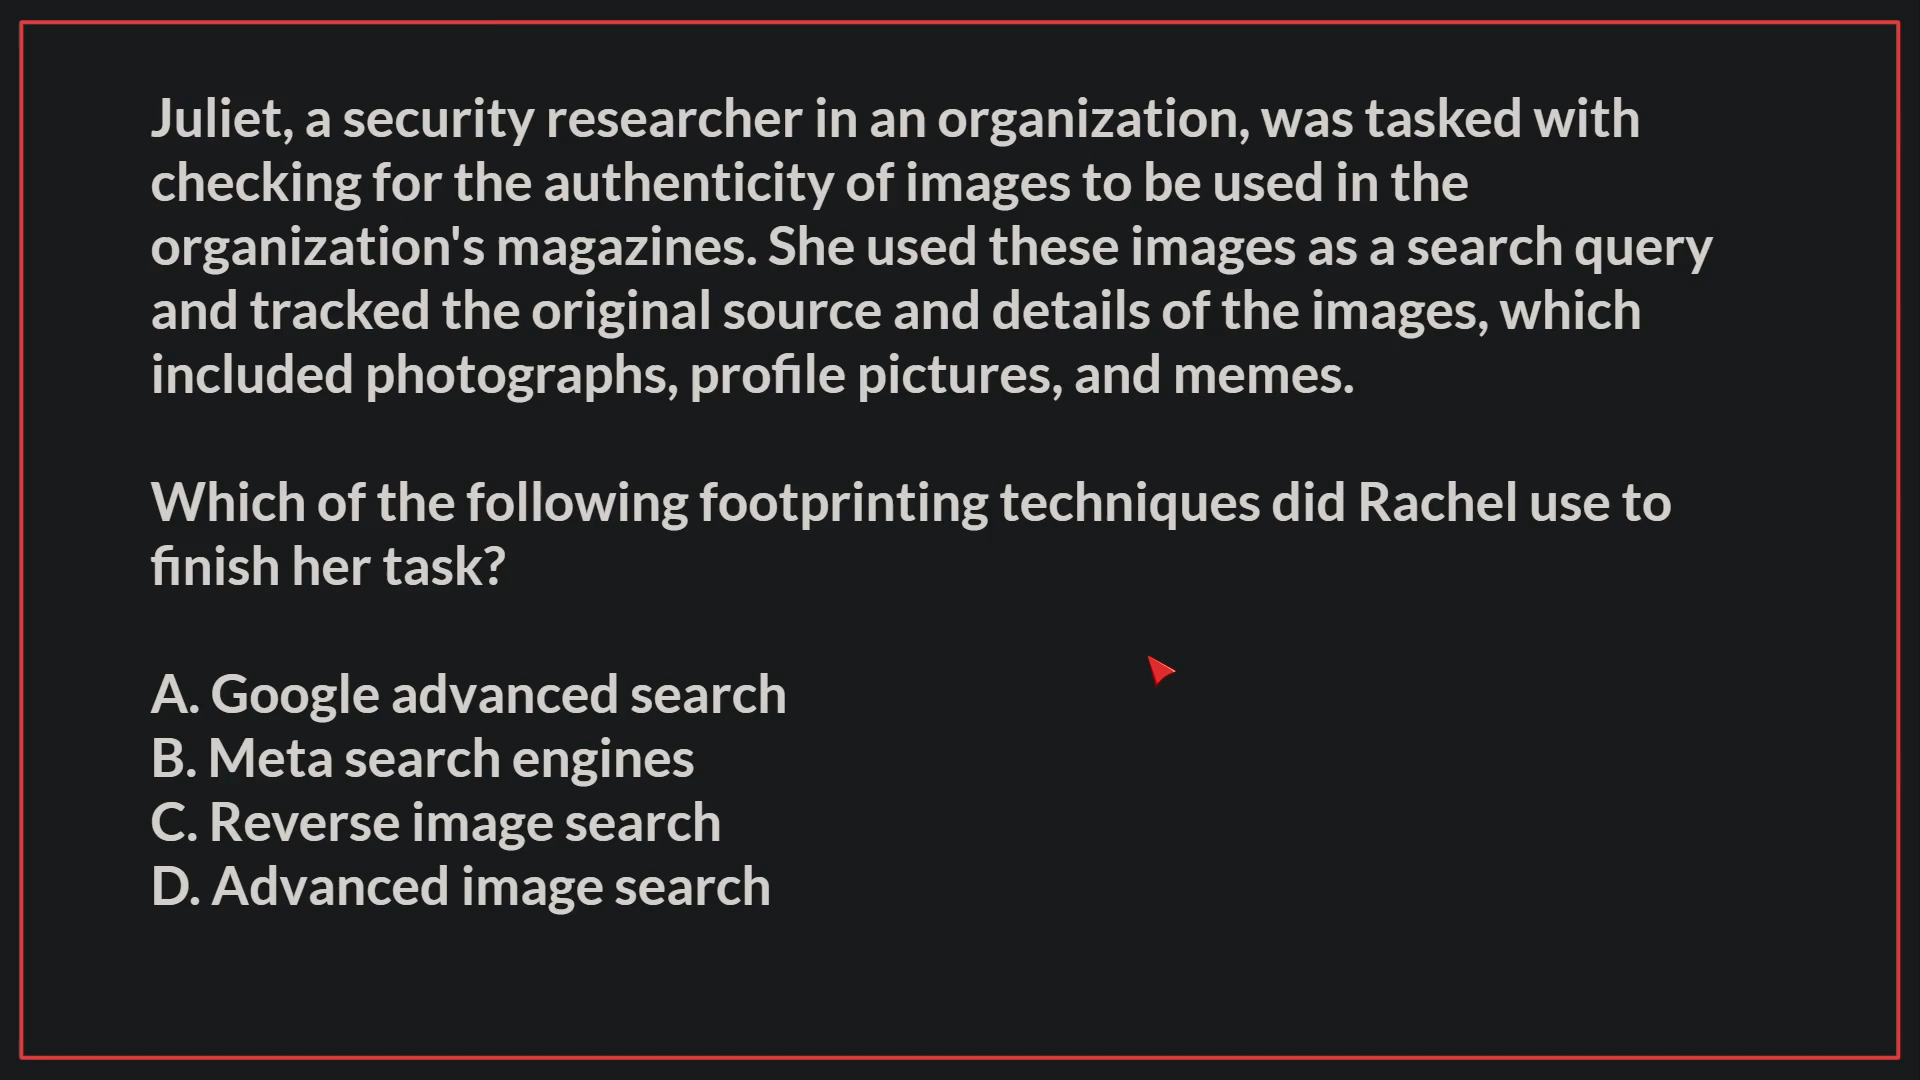 Juliet, a security researcher in an organization, was tasked with
checking for the authenticity of images to be used in the
organization's magazines. She used these images as a search query
and tracked the original source and details of the images, which
included photographs, profile pictures, and memes.
Which of the following footprinting techniques did Rachel use to
finish her task?
A. Google advanced search
B. Meta search engines
C. Reverse image search
D. Advanced image search